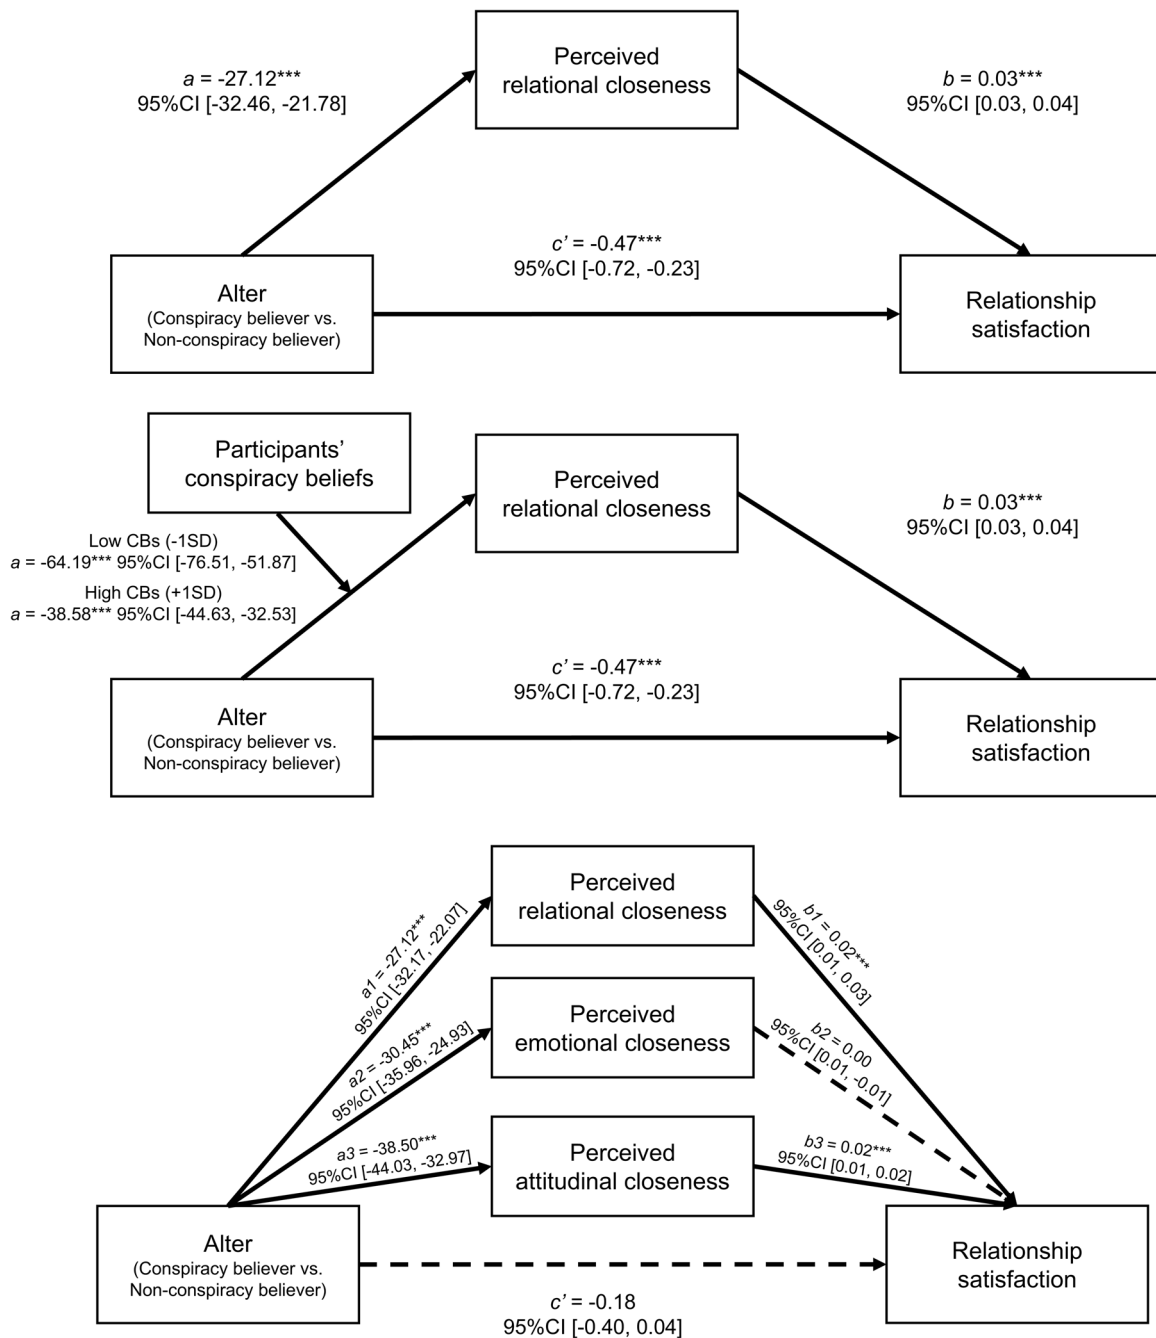 Perceived
relational closeness
a = -27.12***
95%CI [-32.46, -21.78]
b = 0.03***
95%CI [0.03, 0.04]
c’ = -0.47***
95%CI [-0.72, -0.23]
Alter
(Conspiracy believer vs.
Non-conspiracy believer)
Relationship
satisfaction
Participants’
conspiracy beliefs
Perceived
relational closeness
Low CBs (-1SD)
a = -64.19*** 95%CI [-76.51, -51.87]
High CBs (+1SD)
a = -38.58*** 95%CI [-44.63, -32.53]
b = 0.03***
95%CI [0.03, 0.04]
c’ = -0.47***
95%CI [-0.72, -0.23]
Alter
(Conspiracy believer vs.
Non-conspiracy believer)
Relationship
satisfaction
Perceived
relational closeness
a1 = -27.12***
95%CI [-32.17, -22.07]
b1 = 0.02***
95%CI [0.01, 0.03]
Perceived
emotional closeness
a2 = -30.45***
95%CI [-35.96, -24.93]
b2 = 0.00
95%CI [0.01, -0.01]
Perceived
attitudinal closeness
a3 = -38.50***
95%CI [-44.03, -32.97]
b3 = 0.02***
95%CI [0.01, 0.02]
Alter
(Conspiracy believer vs.
Non-conspiracy believer)
Relationship
satisfaction
c’ = -0.18
95%CI [-0.40, 0.04]